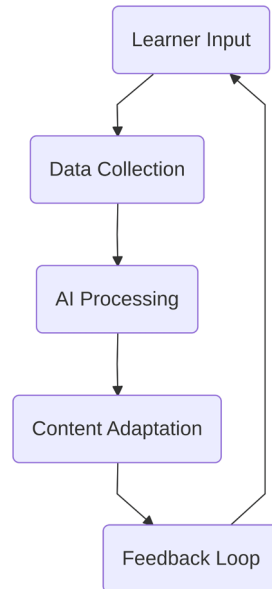 Learner Input
Data Collection
AI Processing
Content Adaptation
Feedback Loop